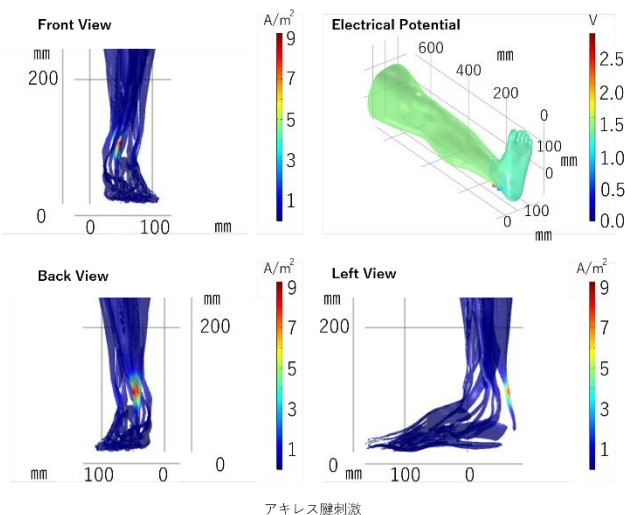 Front View
A/m²
mm
200
0
0 100 mm
9
7
5
3
1
Electrical Potential
V
600
mm
400
200
0
100
mm
0
100
0
mm
2.5
2.0
1.5
1.0
0.5
0.0
Back View
A/m²
mm
200
0
mm 100 0
9
7
5
3
1
Left View
A/m²
mm
200
0
mm 100 0
9
7
5
3
1
アキレス腱刺激